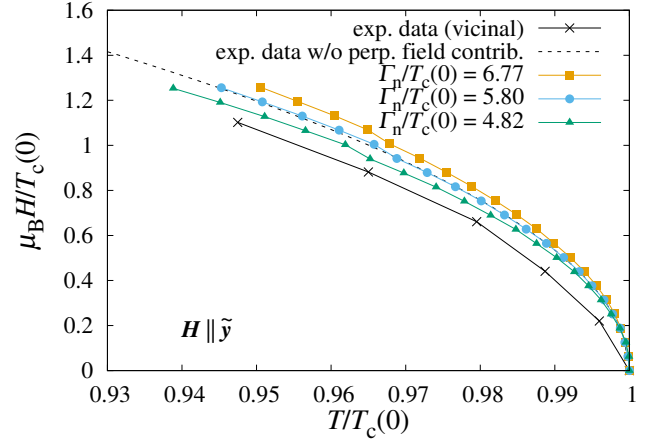 exp. data (vicinal)
exp. data w/o perp. field contrib.
Γn/Tc(0) = 6.77
Γn/Tc(0) = 5.80
Γn/Tc(0) = 4.82
μBH/Tc(0)
1.6
1.4
1.2
1
0.8
0.6
0.4
0.2
0
H ∥ ỹ
0.93 0.94 0.95 0.96 0.97 0.98 0.99 1
T/Tc(0)